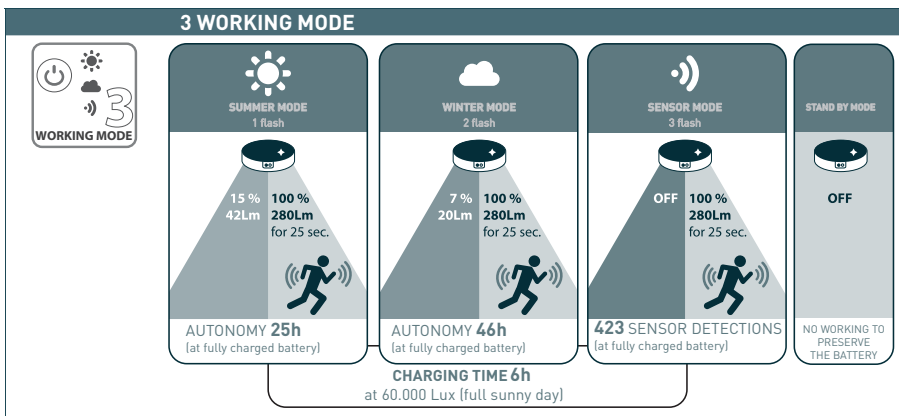 3 WORKING MODE
3
WORKING MODE
SUMMER MODE
1 flash
15 % 100 %
42Lm 280Lm
for 25 sec.
AUTONOMY 25h
(at fully charged battery)
WINTER MODE
2 flash
7 % 100 %
20Lm 280Lm
for 25 sec.
AUTONOMY 46h
(at fully charged battery)
SENSOR MODE
3 flash
OFF 100 %
280Lm
for 25 sec.
423 SENSOR DETECTIONS
(at fully charged battery)
STAND BY MODE
OFF
NO WORKING TO
PRESERVE
THE BATTERY
CHARGING TIME 6h
at 60.000 Lux (full sunny day)